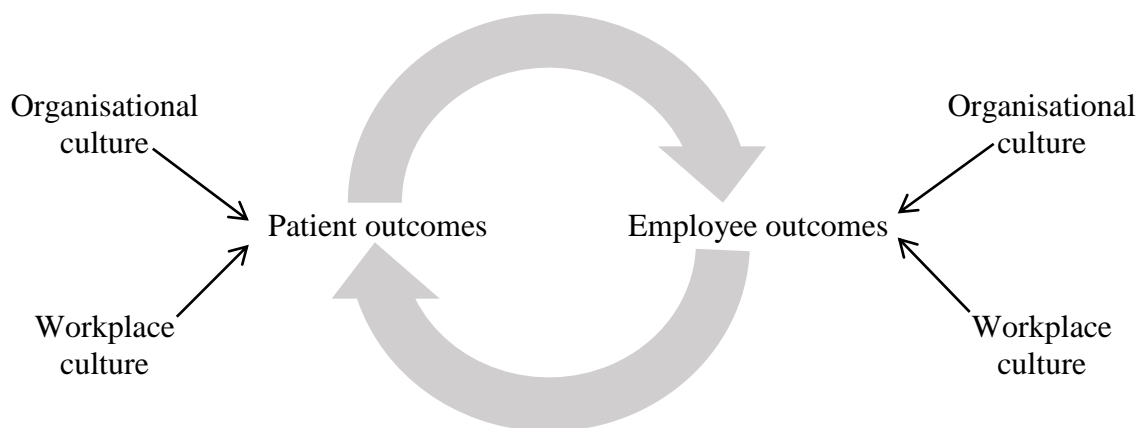 Organisational
culture
Organisational
culture
Patient outcomes
Employee outcomes
Workplace
culture
Workplace
culture